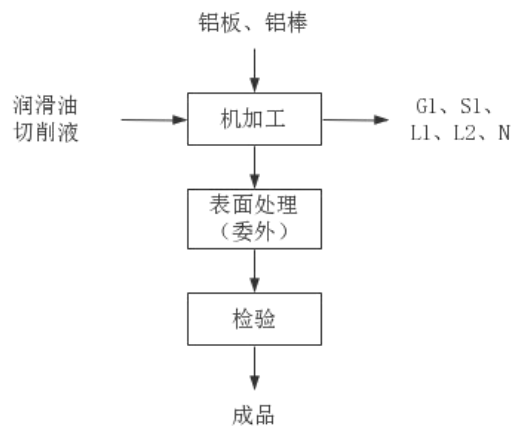 铝板、铝棒
润滑油
切削液
机加工
G1、S1、
L1、L2、N
表面处理
（委外）
检验
成品